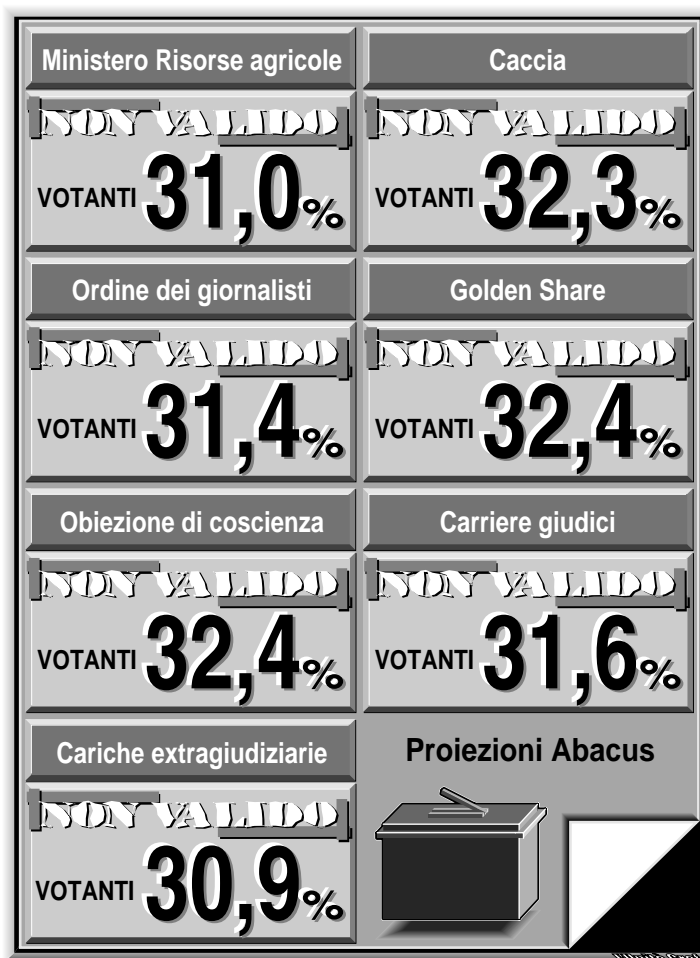 Ministero Risorse agricole
NON VALIDO
VOTANTI 31,0%
Caccia
NON VALIDO
VOTANTI 32,3%
Ordine dei giornalisti
NON VALIDO
VOTANTI 31,4%
Golden Share
NON VALIDO
VOTANTI 32,4%
Obiezione di coscienza
NON VALIDO
VOTANTI 32,4%
Carriere giudici
NON VALIDO
VOTANTI 31,6%
Cariche extragiudiziarie
NON VALIDO
VOTANTI 30,9%
Proiezioni Abacus